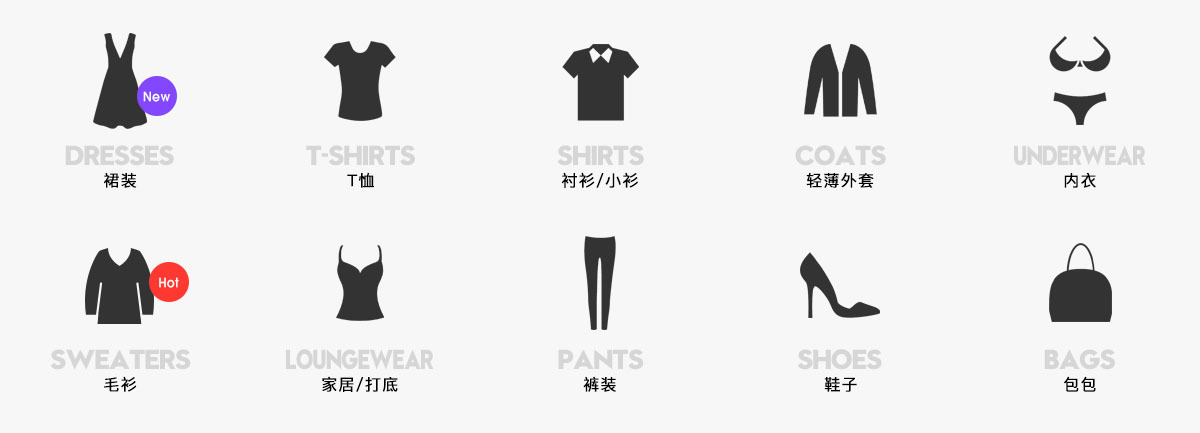 New
DRESSES
裙装
T-SHIRTS
T恤
SHIRTS
衬衫/小衫
COATS
轻薄外套
UNDERWEAR
内衣
Hot
SWEATERS
毛衫
LOUNGEWEAR
家居/打底
PANTS
裤装
SHOES
鞋子
BAGS
包包